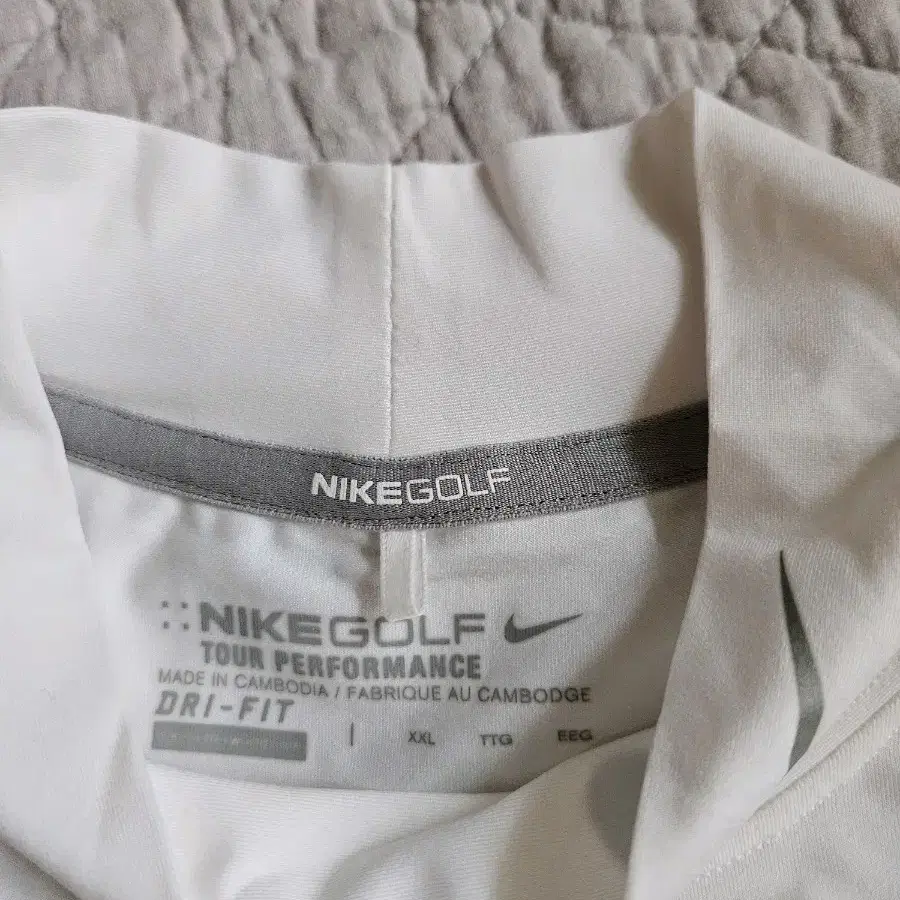 NIKEGOLF
NIKEGOLF
TOUR PERFORMANCE
MADE IN CAMBODIA / FABRIQUE AU CAMBODGE
DRI-FIT
XXL TTG EEG